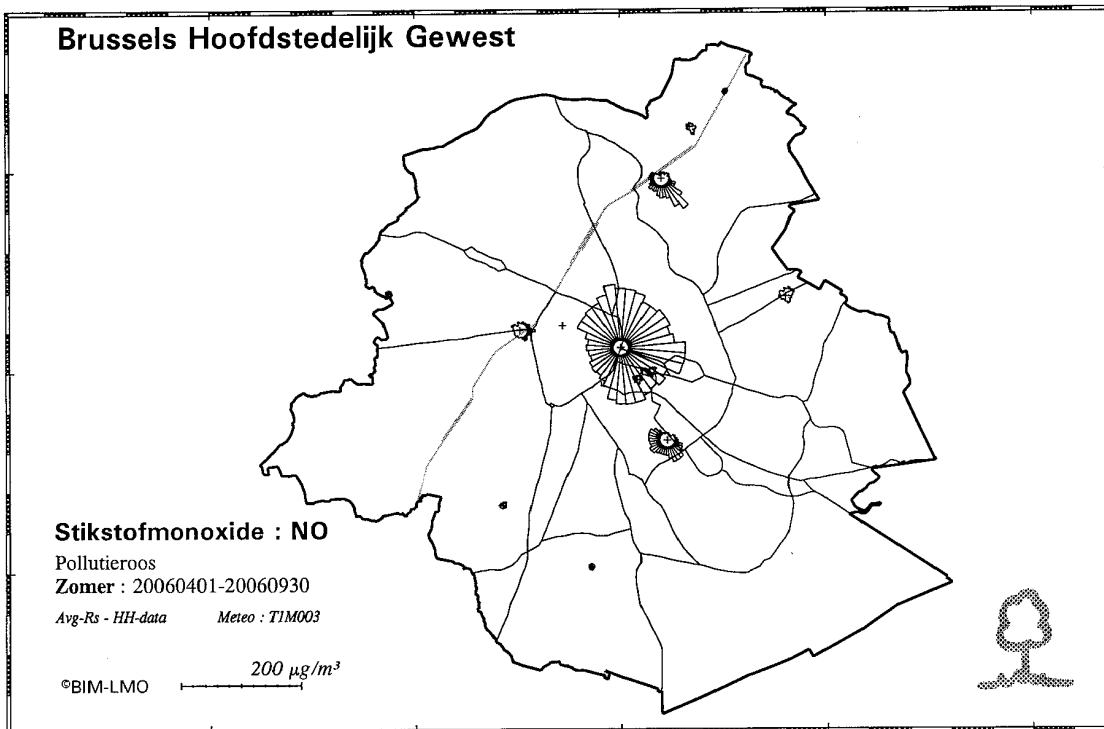 Brussels Hoofdstedelijk Gewest
Stikstofmonoxide : NO
Pollutieroos
Zomer : 20060401-20060930
Avg-Rs - HH-data Meteo : T1M003
200 µg/m³
©BIM-LMO